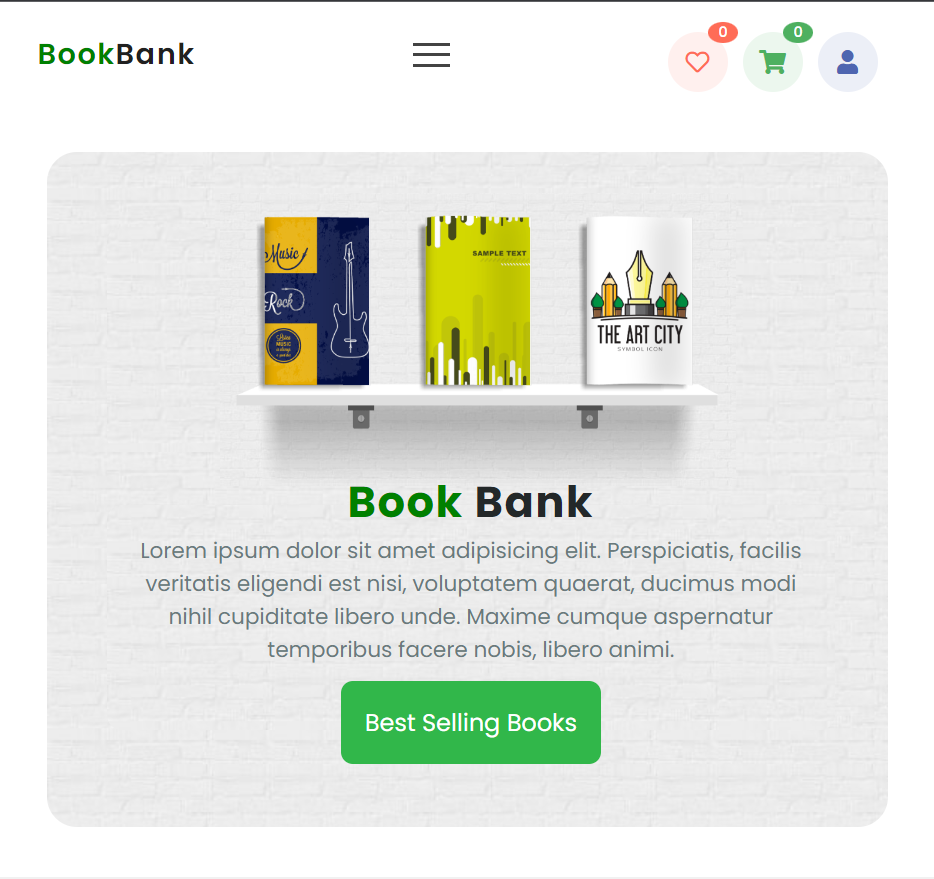 BookBank
0
0
Music
Rock
SAMPLE TEXT
THE ART CITY
SYMBOL ICON
Book Bank
Lorem ipsum dolor sit amet adipisicing elit. Perspiciatis, facilis
veritatis eligendi est nisi, voluptatem quaerat, ducimus modi
nihil cupiditate libero unde. Maxime cumque aspernatur
temporibus facere nobis, libero animi.
Best Selling Books